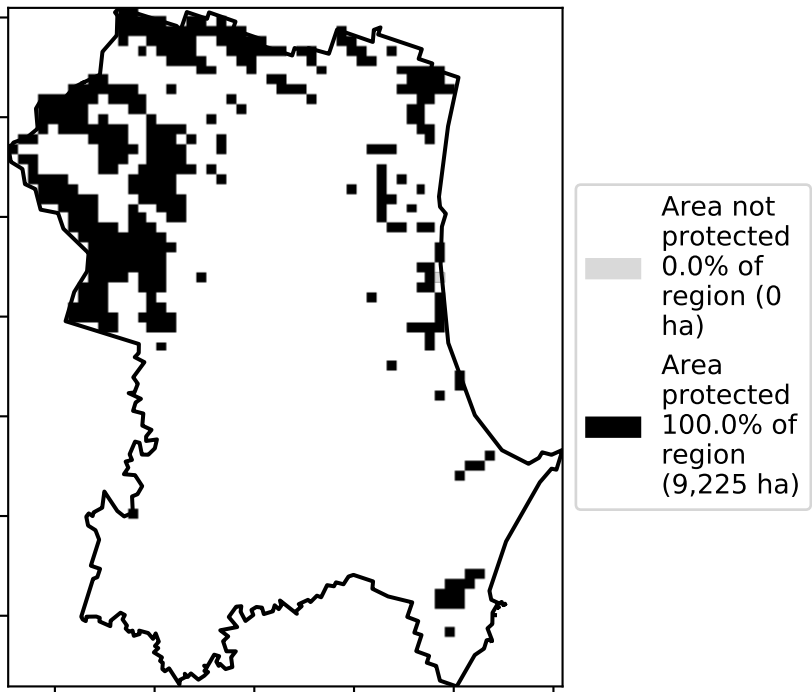 Area not
protected
0.0% of
region (0
ha)
Area
protected
100.0% of
region
(9,225 ha)